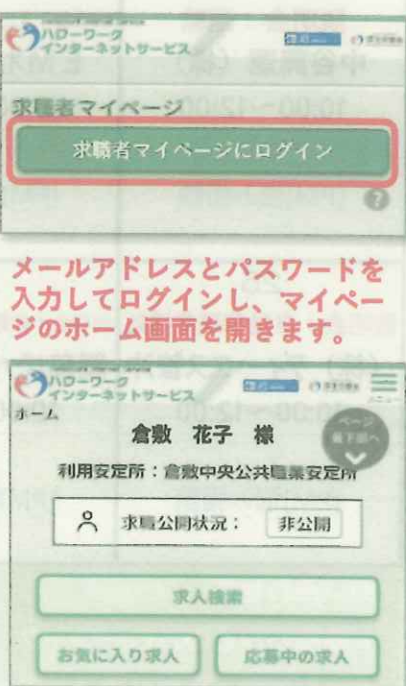 ハローワーク
インターネットサービス
求職者マイページ
求職者マイページにログイン
?
メールアドレスとパスワードを
入力してログインし、マイペー
ジのホーム画面を開きます。
ハローワーク
インターネットサービス
メニュー
ホーム
倉敷 花子 様
ページ
最下部へ
利用安定所:倉敷中央公共職業安定所
求職公開状況: 非公開
求人検索
お気に入り求人 応募中の求人